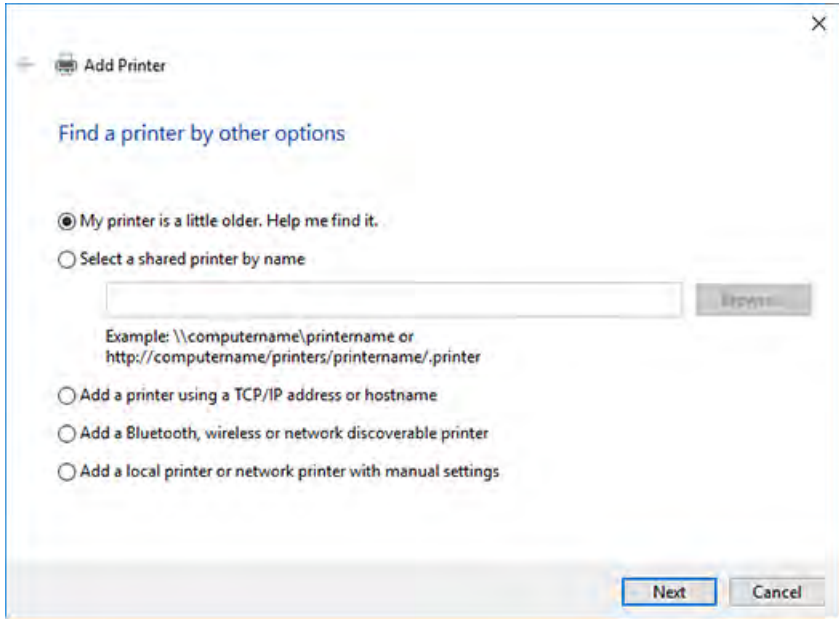 Add Printer
Find a printer by other options
My printer is a little older. Help me find it.
Select a shared printer by name
Browse...
Example: \\computername\printername or
http://computername/printers/printername/.printer
Add a printer using a TCP/IP address or hostname
Add a Bluetooth, wireless or network discoverable printer
Add a local printer or network printer with manual settings
Next
Cancel